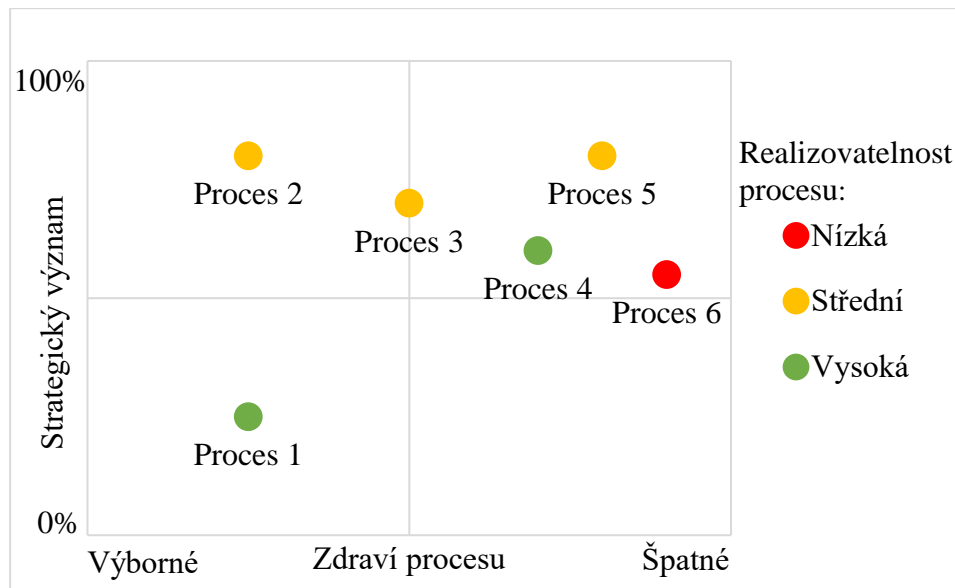 100%
Strategický význam
0%
Proces 2
Proces 5
Proces 3
Proces 4
Proces 6
Proces 1
Výborné
Zdraví procesu
Špatné
Realizovatelnost
procesu:
Nízká
Střední
Vysoká